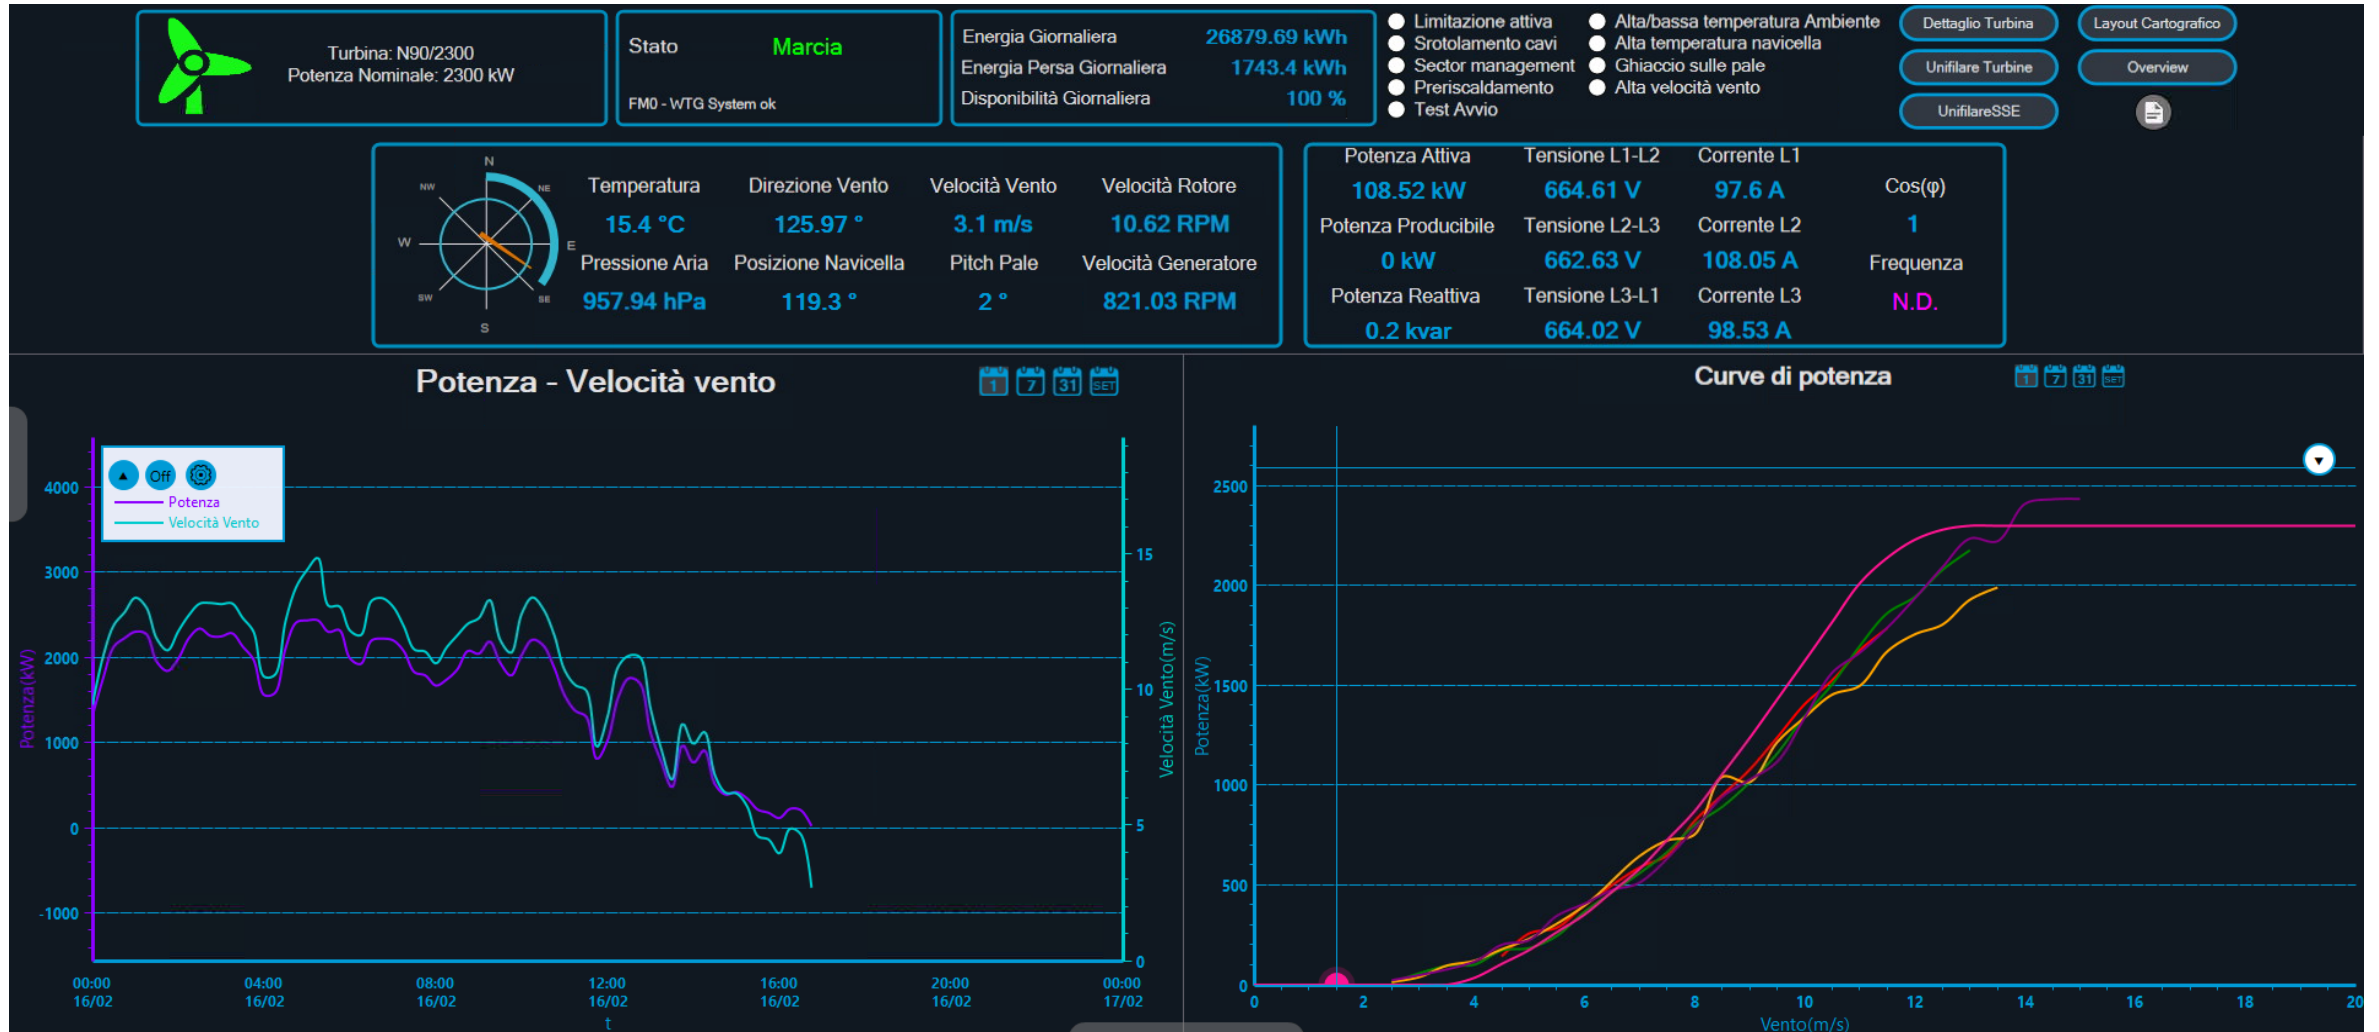 Turbina: N90/2300
Potenza Nominale: 2300 kW
Stato Marcia
FM0 - WTG System ok
Energia Giornaliera 26879.69 kWh
Energia Persa Giornaliera 1743.4 kWh
Disponibilità Giornaliera 100 %
Limitazione attiva
Srotolamento cavi
Sector management
Preriscaldamento
Test Avvio
Alta/bassa temperatura Ambiente
Alta temperatura navicella
Ghiaccio sulle pale
Alta velocità vento
Dettaglio Turbina
Layout Cartografico
Unifilare Turbine
Overview
UnifilareSSE
N
NW NE
W E
SW SE
S
Temperatura Direzione Vento Velocità Vento Velocità Rotore
15.4 °C 125.97 ° 3.1 m/s 10.62 RPM
Pressione Aria Posizione Navicella Pitch Pale Velocità Generatore
957.94 hPa 119.3 ° 2 ° 821.03 RPM
Potenza Attiva Tensione L1-L2 Corrente L1
108.52 kW 664.61 V 97.6 A
Potenza Producibile Tensione L2-L3 Corrente L2
0 kW 662.63 V 108.05 A
Potenza Reattiva Tensione L3-L1 Corrente L3
0.2 kvar 664.02 V 98.53 A
Cos(φ)
1
Frequenza
N.D.
Potenza - Velocità vento
1 7 31 SET
Off
Potenza
Velocità Vento
4000
3000
2000
1000
0
-1000
Potenza(kW)
15
10
5
0
Velocità Vento(m/s)
00:00 04:00 08:00 12:00 16:00 20:00 00:00
16/02 16/02 16/02 16/02 16/02 16/02 17/02
t
Curve di potenza
1 7 31 SET
2500
2000
1500
1000
500
0
Potenza(kW)
0 2 4 6 8 10 12 14 16 18 20
Vento(m/s)